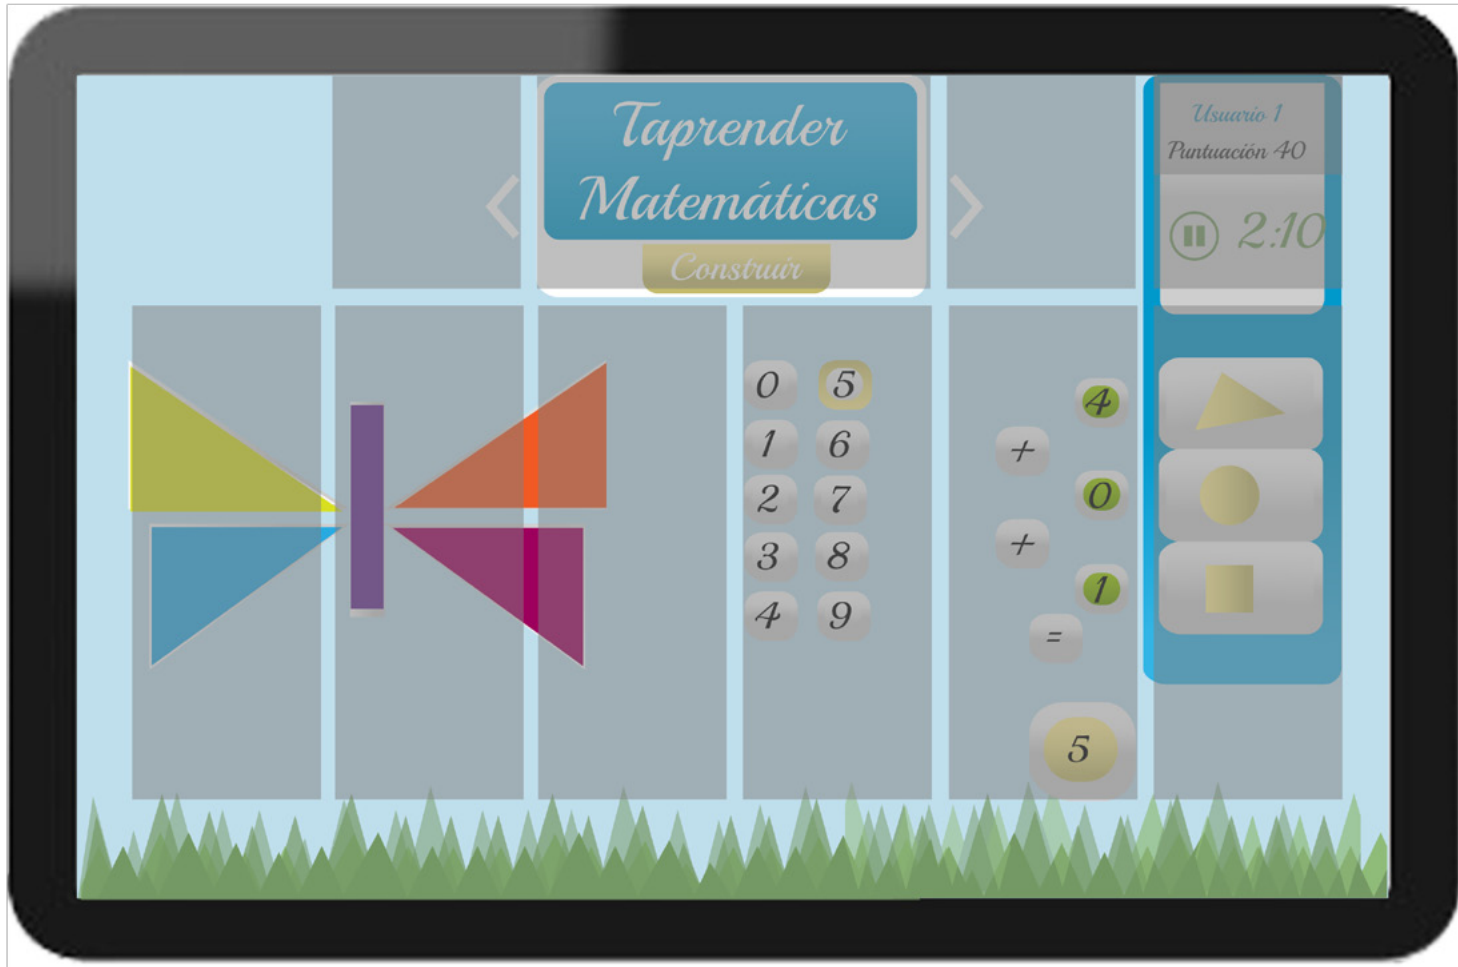 Taprender
Matemáticas
Construir
Usuario 1
Puntuación 40
2:10
0 5
1 6
2 7
3 8
4 9
4
+
0
+
1
=
5